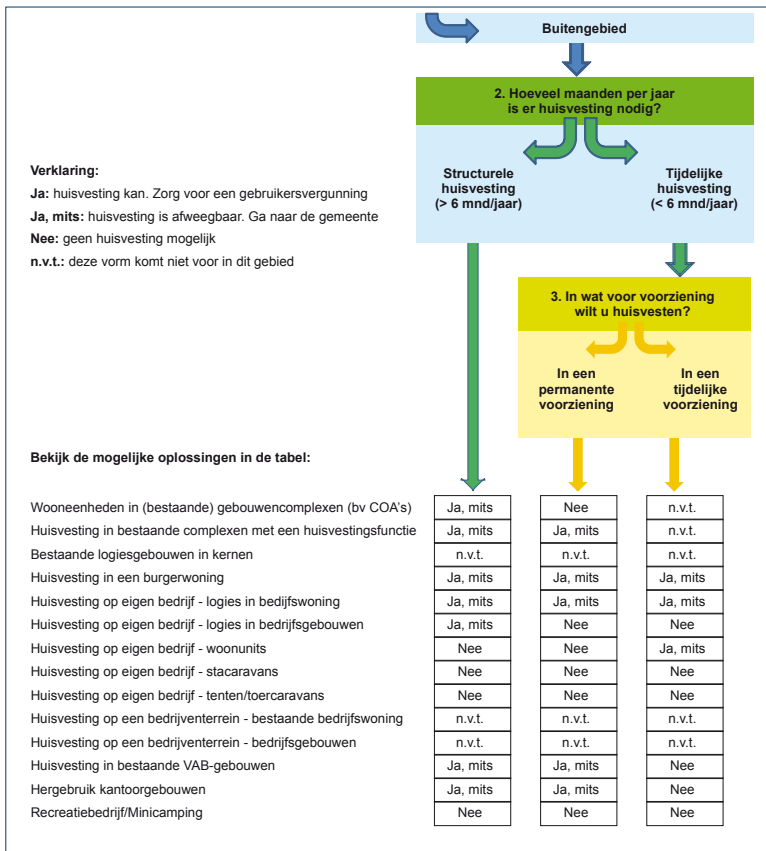 Buitengebied
2. Hoeveel maanden per jaar
is er huisvesting nodig?
Verklaring:
Ja: huisvesting kan. Zorg voor een gebruikersvergunning
Ja, mits: huisvesting is afweegbaar. Ga naar de gemeente
Nee: geen huisvesting mogelijk
n.v.t.: deze vorm komt niet voor in dit gebied
Structurele
huisvesting
(> 6 mnd/jaar)
Tijdelijke
huisvesting
(< 6 mnd/jaar)
3. In wat voor voorziening
wilt u huisvesten?
In een
permanente
voorziening
In een
tijdelijke
voorziening
Bekijk de mogelijke oplossingen in de tabel:
Wooneenheden in (bestaande) gebouwencomplexen (bv COA's) Ja, mits Nee n.v.t.
Huisvesting in bestaande complexen met een huisvestingsfunctie Ja, mits Ja, mits n.v.t.
Bestaande logiesgebouwen in kernen n.v.t. n.v.t. n.v.t.
Huisvesting in een burgerwoning Ja, mits Ja, mits Ja, mits
Huisvesting op eigen bedrijf - logies in bedijfswoning Ja, mits Ja, mits Ja, mits
Huisvesting op eigen bedrijf - logies in bedrijfsgebouwen Ja, mits Nee Nee
Huisvesting op eigen bedrijf - woonunits Nee Nee Ja, mits
Huisvesting op eigen bedrijf - stacaravans Nee Nee Nee
Huisvesting op eigen bedrijf - tenten/toercaravans Nee Nee Nee
Huisvesting op een bedrijventerrein - bestaande bedrijfswoning n.v.t. n.v.t. n.v.t.
Huisvesting op een bedrijventerrein - bedrijfsgebouwen n.v.t. n.v.t. n.v.t.
Huisvesting in bestaande VAB-gebouwen Ja, mits Ja, mits Nee
Hergebruik kantoorgebouwen Ja, mits Ja, mits Nee
Recreatiebedrijf/Minicamping Nee Nee Nee